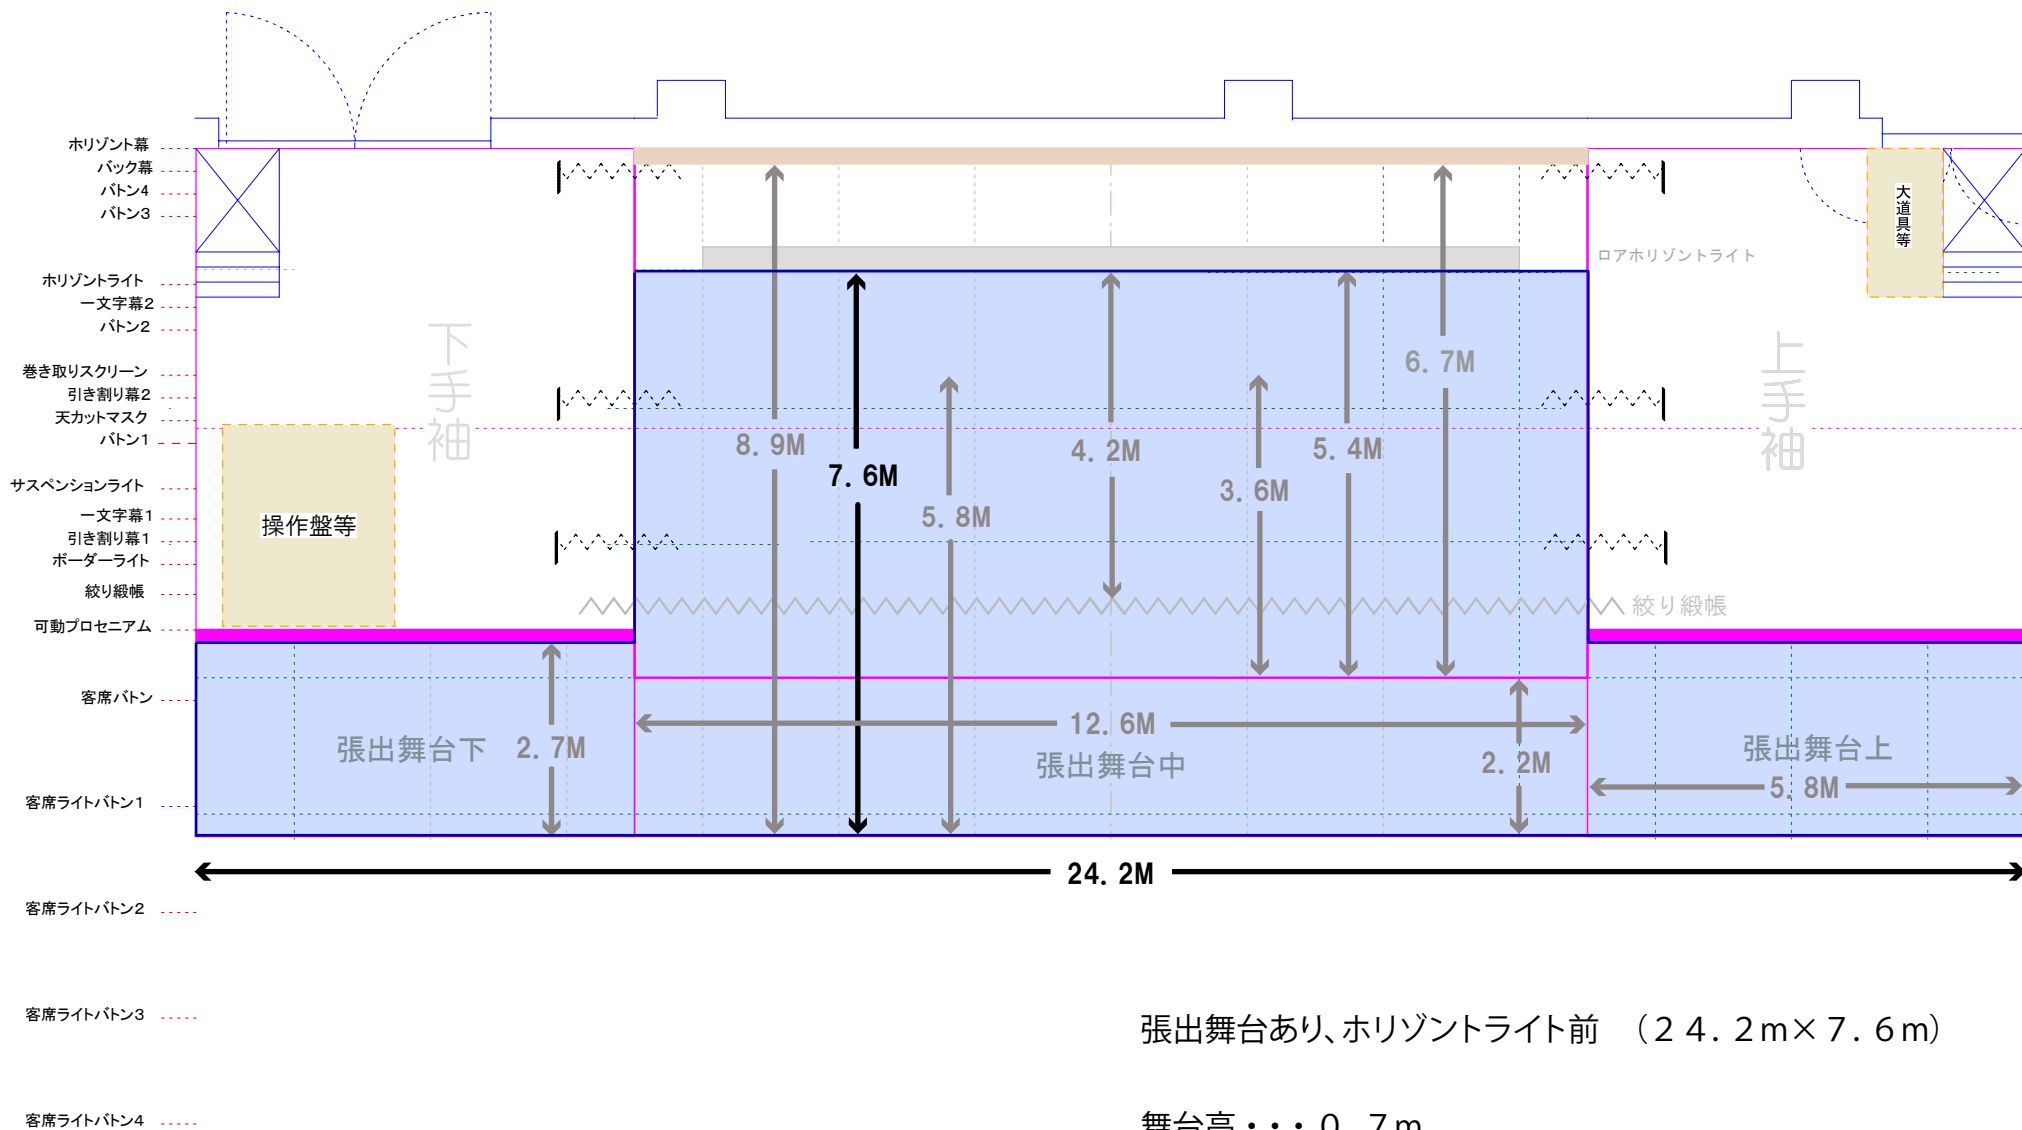 ホリゾント幕
バック幕
バトン4
バトン3
ホリゾントライト
一文字幕2
バトン2
巻き取りスクリーン
引き割り幕2
天カットマスク
バトン1
サスペンションライト
一文字幕1
引き割り幕1
ボーダーライト
絞り緞帳
可動プロセニアム
客席バトン
客席ライトバトン1
客席ライトバトン2
客席ライトバトン3
客席ライトバトン4
下手袖
操作盤等
大道具等
ロアホリゾントライト
上手袖
6.7M
8.9M
7.6M
5.8M
4.2M
3.6M
5.4M
絞り緞帳
張出舞台下
2.7M
12.6M
張出舞台中
2.2M
張出舞台上
5.8M
24.2M
張出舞台あり、ホリゾントライト前 （２４．２ｍ×７．６ｍ）
舞台高・・・０．７ｍ